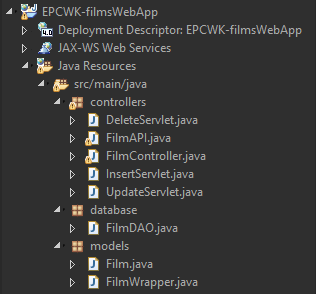 EPCWK-filmsWebApp
Deployment Descriptor: EPCWK-filmsWebApp
JAX-WS Web Services
Java Resources
src/main/java
controllers
DeleteServlet.java
FilmAPI.java
FilmController.java
InsertServlet.java
UpdateServlet.java
database
FilmDAO.java
models
Film.java
FilmWrapper.java